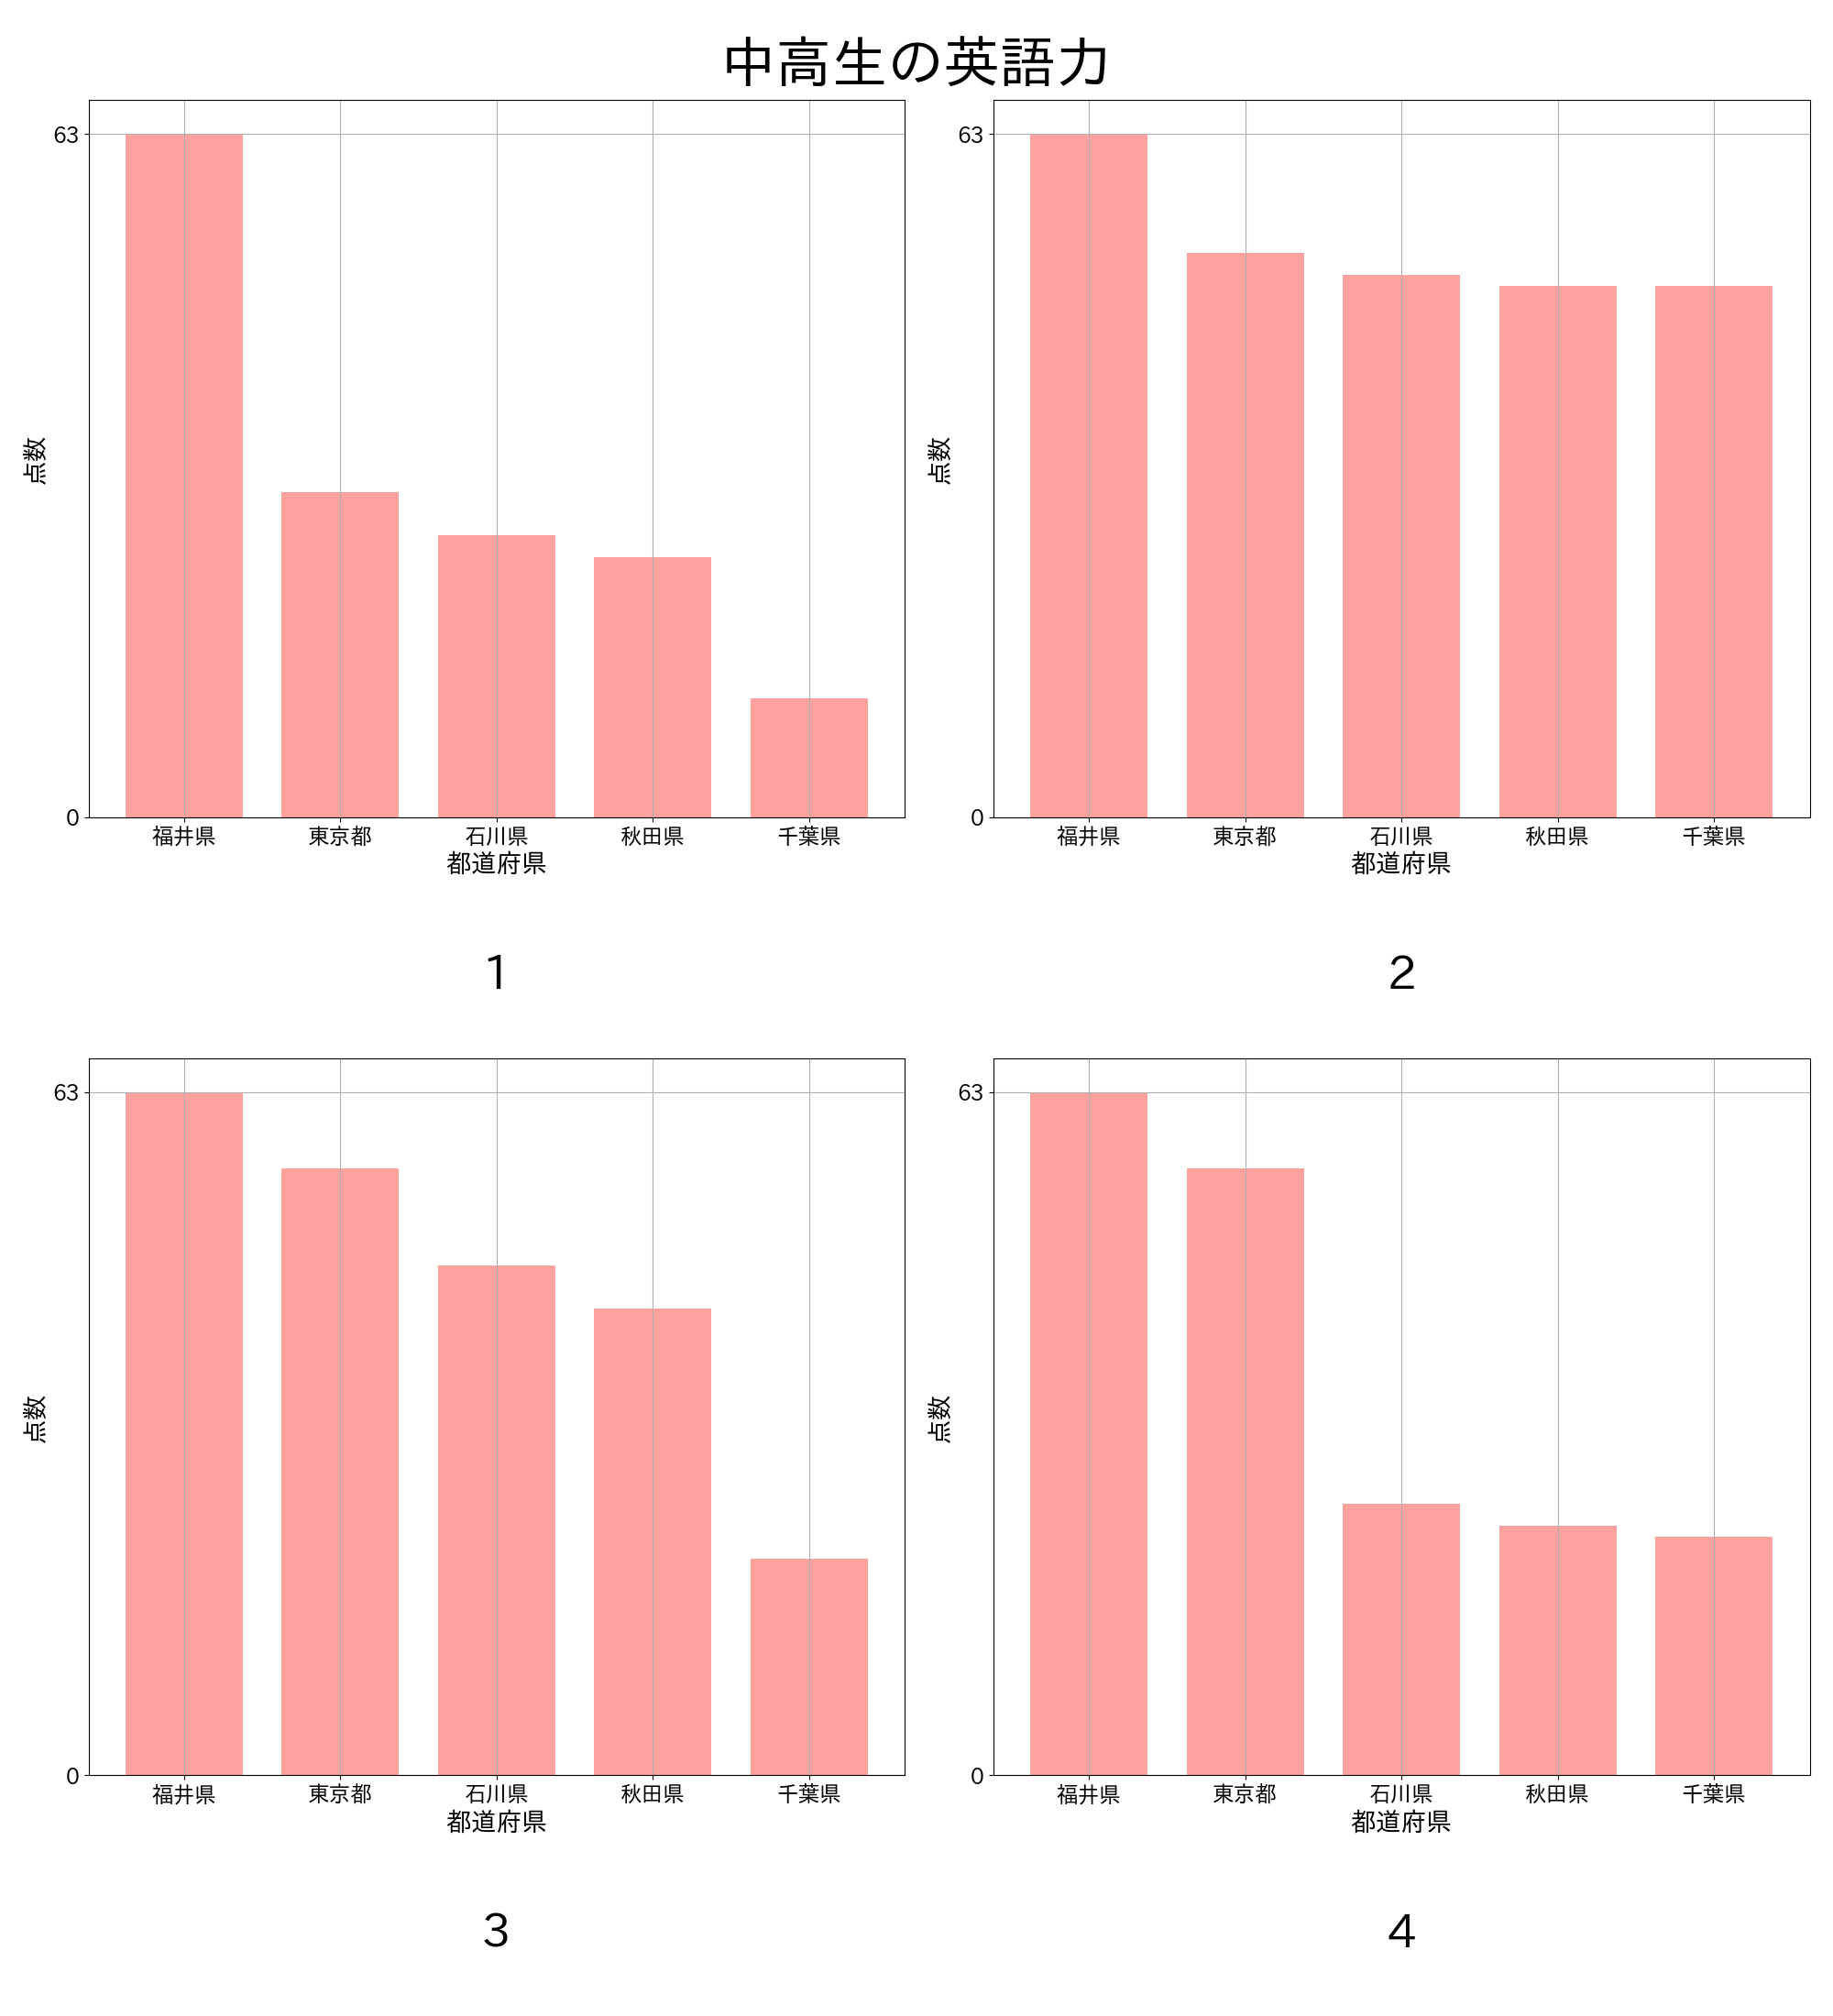 中高生の英語力
63
点数
0
福井県 東京都 石川県 秋田県 千葉県
都道府県
1
63
点数
0
福井県 東京都 石川県 秋田県 千葉県
都道府県
2
63
点数
0
福井県 東京都 石川県 秋田県 千葉県
都道府県
3
63
点数
0
福井県 東京都 石川県 秋田県 千葉県
都道府県
4